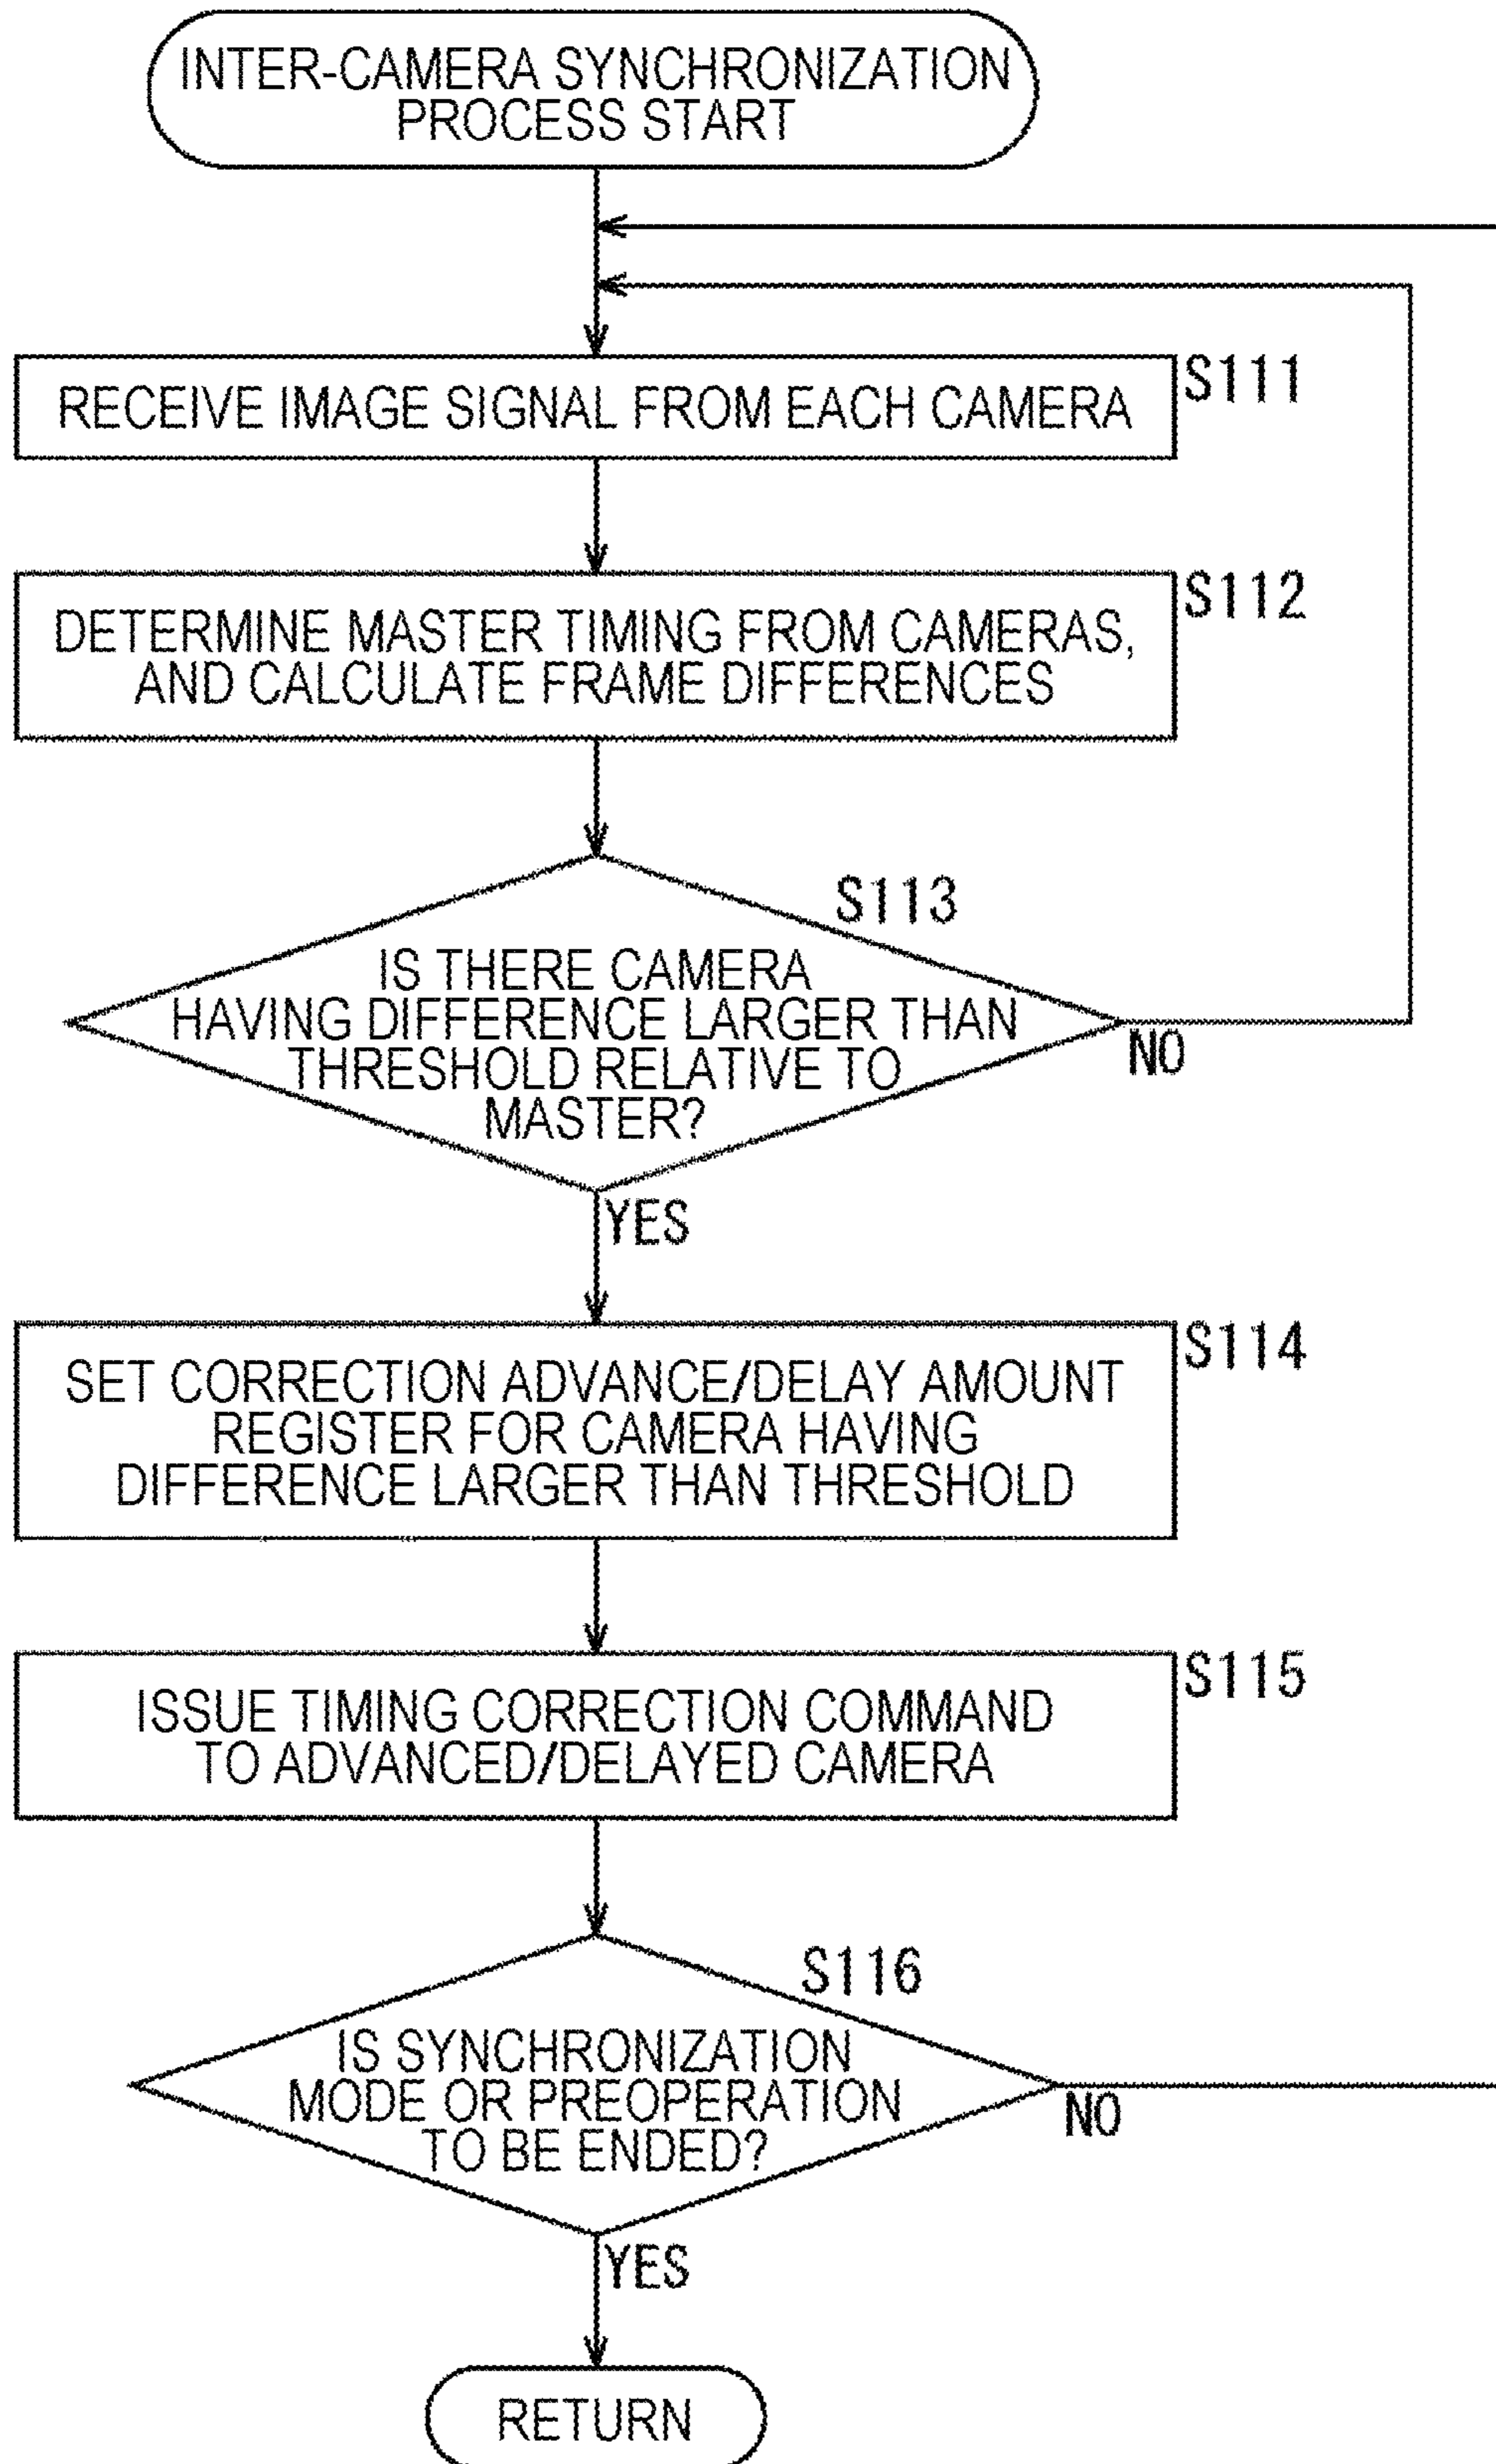 INTER-CAMERA SYNCHRONIZATION
PROCESS START
RECEIVE IMAGE SIGNAL FROM EACH CAMERA
S111
DETERMINE MASTER TIMING FROM CAMERAS,
AND CALCULATE FRAME DIFFERENCES
S112
S113
IS THERE CAMERA
HAVING DIFFERENCE LARGER THAN
THRESHOLD RELATIVE TO
MASTER?
NO
YES
SET CORRECTION ADVANCE/DELAY AMOUNT
REGISTER FOR CAMERA HAVING
DIFFERENCE LARGER THAN THRESHOLD
S114
ISSUE TIMING CORRECTION COMMAND
TO ADVANCED/DELAYED CAMERA
S115
S116
IS SYNCHRONIZATION
MODE OR PREOPERATION
TO BE ENDED?
NO
YES
RETURN